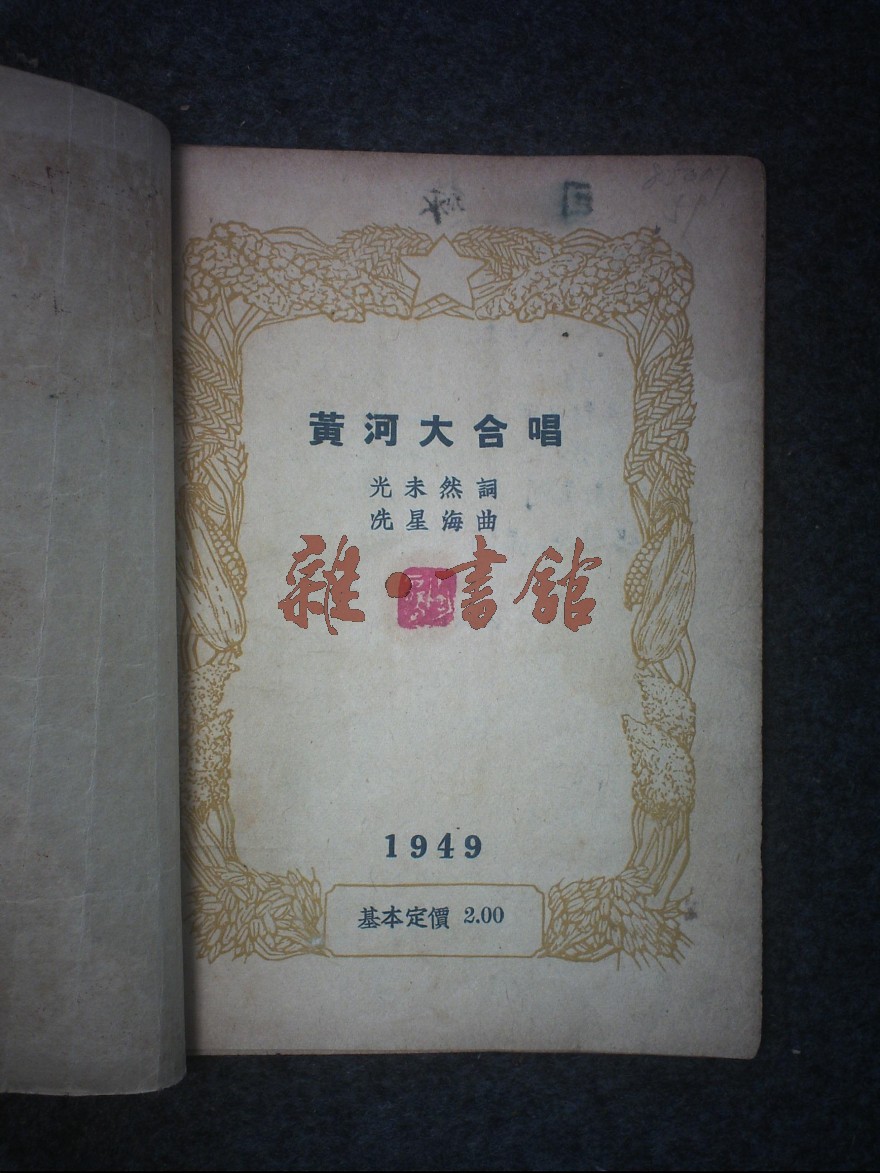 黃河大合唱
光未然詞
冼星海曲
雜·書館
1949
基本定價 2.00